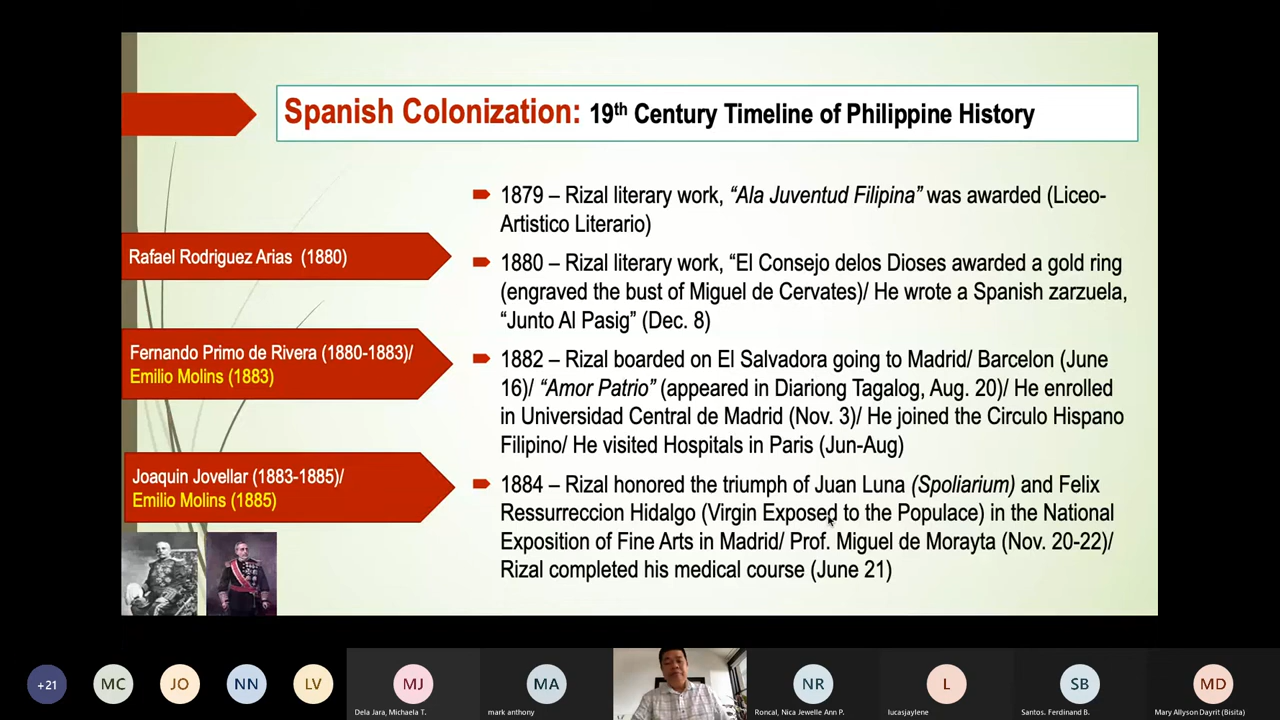 Spanish Colonization: 19th Century Timeline of Philippine History
1879 – Rizal literary work, “Ala Juventud Filipina” was awarded (Liceo-
Artistico Literario)
Rafael Rodriguez Arias (1880)
1880 – Rizal literary work, “El Consejo delos Dioses awarded a gold ring
(engraved the bust of Miguel de Cervates)/ He wrote a Spanish zarzuela,
“Junto Al Pasig” (Dec. 8)
Fernando Primo de Rivera (1880-1883)/
Emilio Molins (1883)
1882 – Rizal boarded on El Salvadora going to Madrid/ Barcelon (June
16)/ “Amor Patrio” (appeared in Diariong Tagalog, Aug. 20)/ He enrolled
in Universidad Central de Madrid (Nov. 3)/ He joined the Circulo Hispano
Filipino/ He visited Hospitals in Paris (Jun-Aug)
Joaquin Jovellar (1883-1885)/
Emilio Molins (1885)
1884 – Rizal honored the triumph of Juan Luna (Spoliarium) and Felix
Ressurreccion Hidalgo (Virgin Exposed to the Populace) in the National
Exposition of Fine Arts in Madrid/ Prof. Miguel de Morayta (Nov. 20-22)/
Rizal completed his medical course (June 21)
+21
MC
JO
NN
LV
MJ
MA
NR
L
SB
MD
Dela Jara, Michaela T.
mark anthony
Roncal, Nica Jewelle Ann P.
lucasjaylene
Santos. Ferdinand B.
Mary Allyson Dayrit (Bisita)